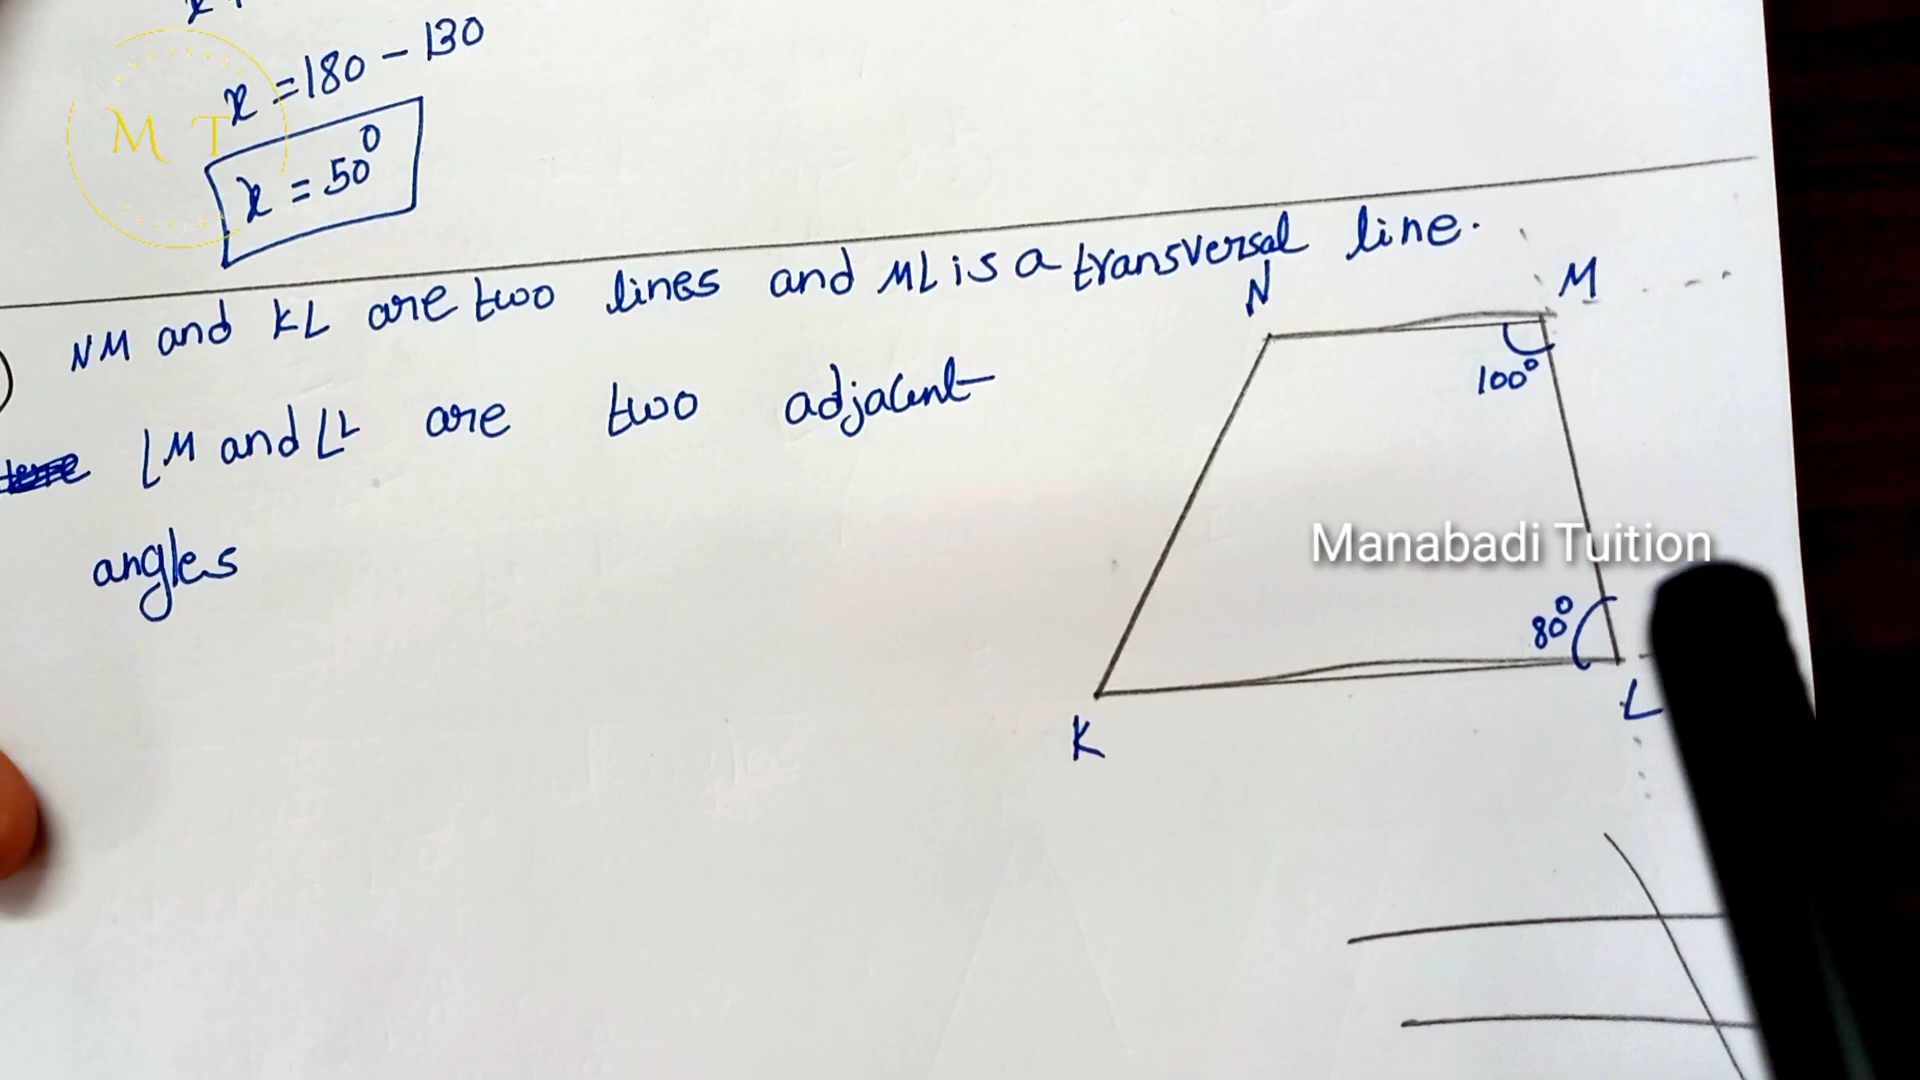 x = 180 - 130
x = 50°
M T
NM and KL are two lines and ML is a transversal line.
∠M and ∠L are two adjacent
angles
N
M
100°
Manabadi Tuition
80°
K
L